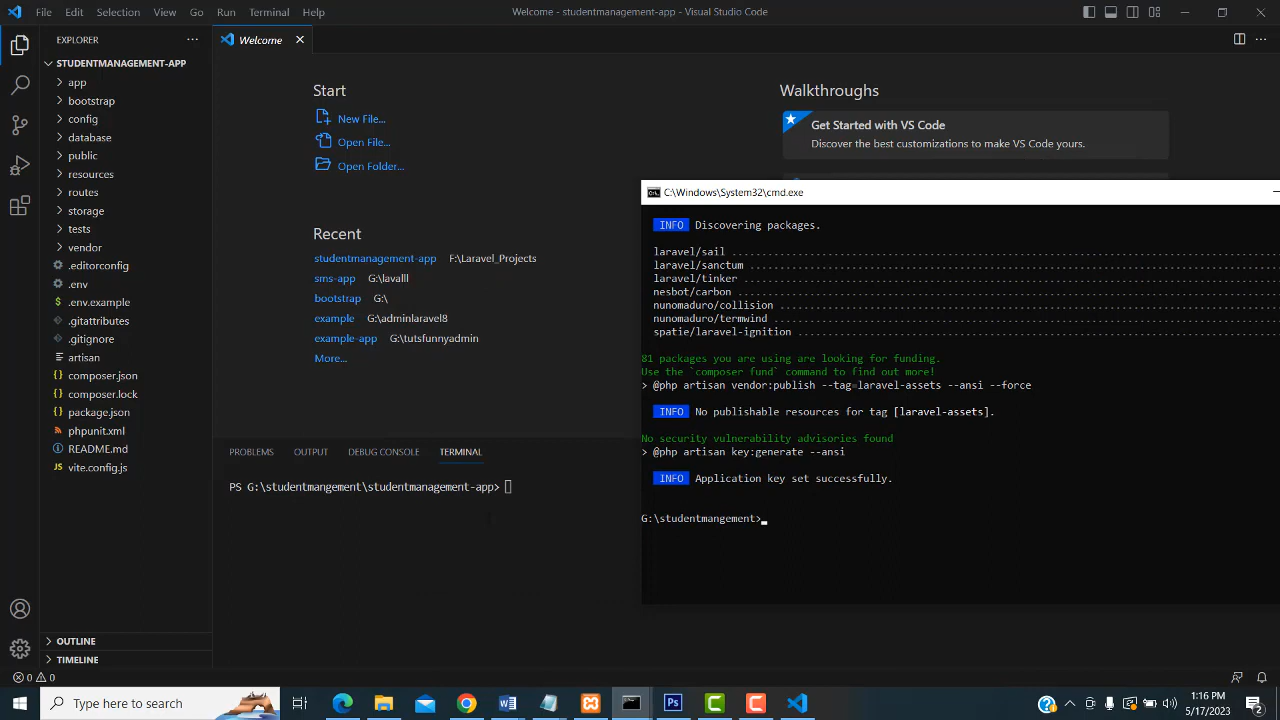 File Edit Selection View Go Run Terminal Help
Welcome - studentmanagement-app - Visual Studio Code
EXPLORER
STUDENTMANAGEMENT-APP
app
bootstrap
config
database
public
resources
routes
storage
tests
vendor
.editorconfig
.env
.env.example
.gitattributes
.gitignore
artisan
composer.json
composer.lock
package.json
phpunit.xml
README.md
vite.config.js
OUTLINE
TIMELINE
Welcome
Start
New File...
Open File...
Open Folder...
Recent
studentmanagement-app F:\Laravel_Projects
sms-app G:\lavalll
bootstrap G:\
example G:\adminlaravel8
example-app G:\tutsfunnyadmin
More...
Walkthroughs
Get Started with VS Code
Discover the best customizations to make VS Code yours.
PROBLEMS OUTPUT DEBUG CONSOLE TERMINAL
PS G:\studentmangement\studentmanagement-app>
C:\Windows\System32\cmd.exe
INFO Discovering packages.
laravel/sail
laravel/sanctum
laravel/tinker
nesbot/carbon
nunomaduro/collision
nunomaduro/termwind
spatie/laravel-ignition
81 packages you are using are looking for funding.
Use the `composer fund` command to find out more!
> @php artisan vendor:publish --tag=laravel-assets --ansi --force
INFO No publishable resources for tag [laravel-assets].
No security vulnerability advisories found
> @php artisan key:generate --ansi
INFO Application key set successfully.
G:\studentmangement>
0 0
Type here to search
1:16 PM
5/17/2023
2